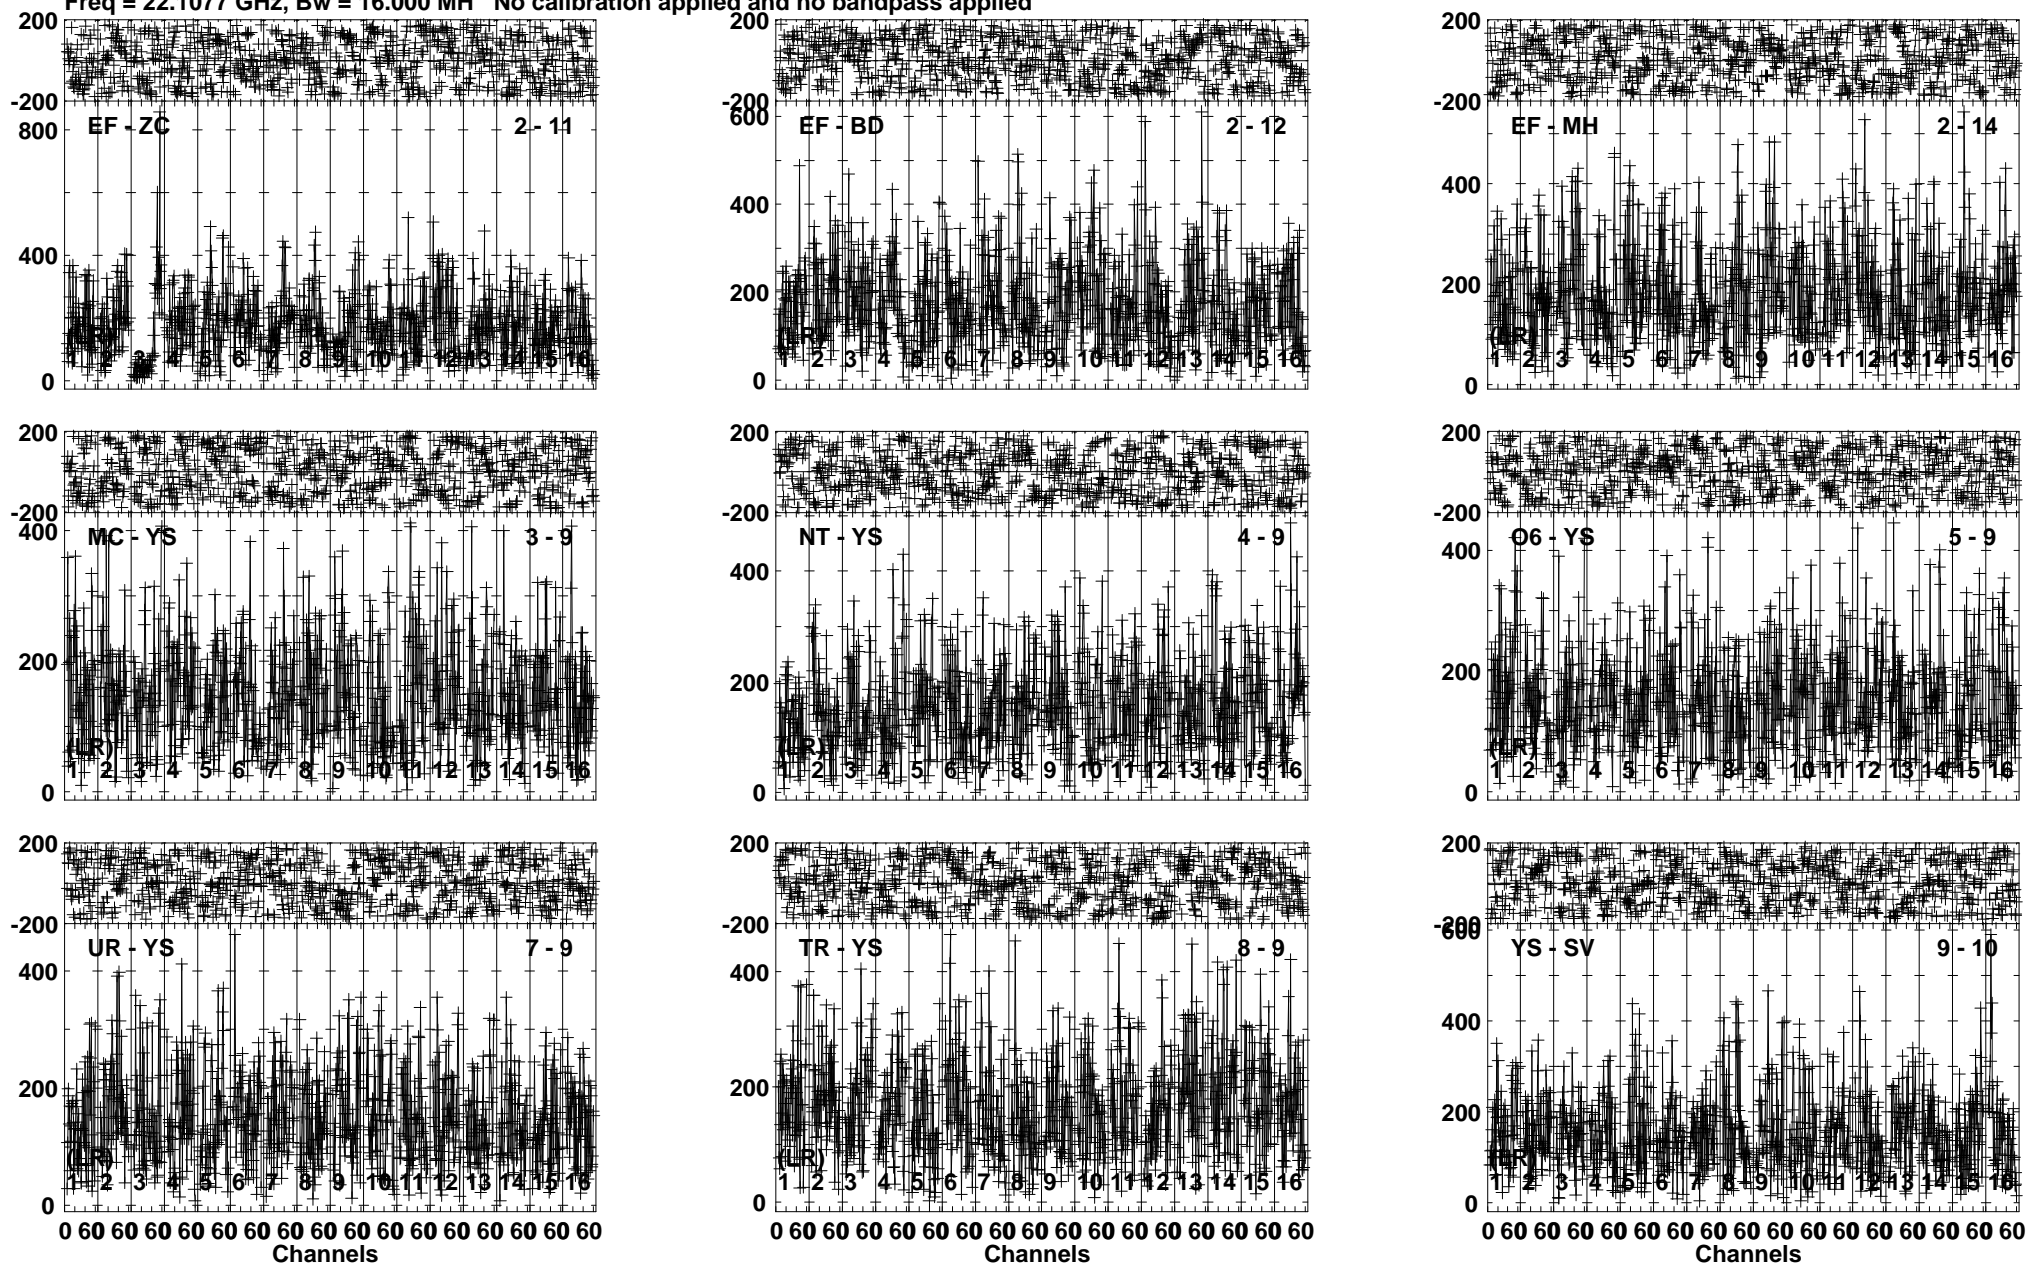 Freq = 22.1077 GHz, Bw = 16.000 MH No calibration applied and no bandpass applied
200 200 200
-200 -200 -200
800 600
EF - ZC 2 - 11 EF - BD 2 - 12 EF - MH 2 - 14
400 400 400
200 200
(LR) (LR) (LR)
1 2 3 4 5 6 7 8 9 10 11 12 13 14 15 16 1 2 3 4 5 6 7 8 9 10 11 12 13 14 15 16 1 2 3 4 5 6 7 8 9 10 11 12 13 14 15 16
0 0 0
200 200 200
-200 -200 -200
MC - YS 3 - 9 NT - YS 4 - 9 O6 - YS 5 - 9
400 400 400
200 200 200
(LR) (LR) (LR)
1 2 3 4 5 6 7 8 9 10 11 12 13 14 15 16 1 2 3 4 5 6 7 8 9 10 11 12 13 14 15 16 1 2 3 4 5 6 7 8 9 10 11 12 13 14 15 16
0 0 0
200 200 200
-200 -200 -200
600
UR - YS 7 - 9 TR - YS 8 - 9 YS - SV 9 - 10
400 400 400
200 200 200
(LR) (LR) (LR)
1 2 3 4 5 6 7 8 9 10 11 12 13 14 15 16 1 2 3 4 5 6 7 8 9 10 11 12 13 14 15 16 1 2 3 4 5 6 7 8 9 10 11 12 13 14 15 16
0 0 0
0 60 60 60 60 60 60 60 60 60 60 60 60 60 60 60 60 0 60 60 60 60 60 60 60 60 60 60 60 60 60 60 60 60 0 60 60 60 60 60 60 60 60 60 60 60 60 60 60 60 60
Channels Channels Channels